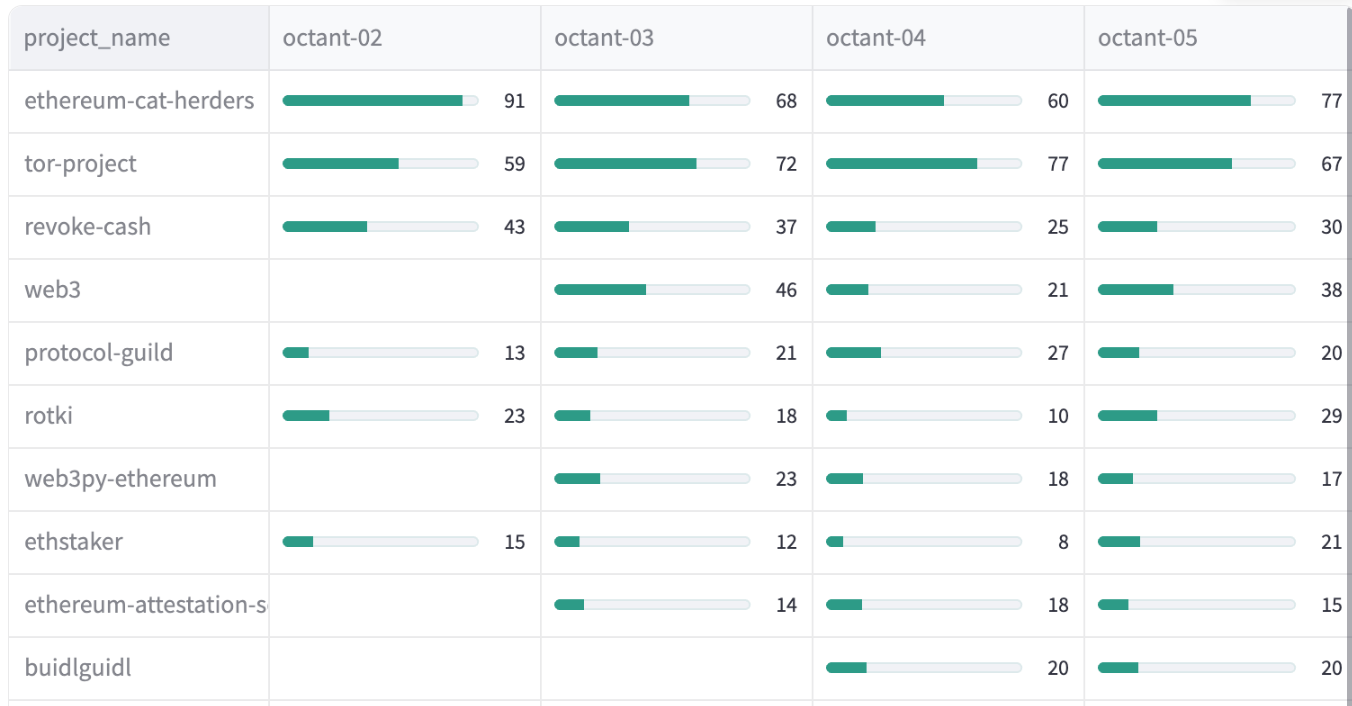 project_name octant-02 octant-03 octant-04 octant-05
ethereum-cat-herders 91 68 60 77
tor-project 59 72 77 67
revoke-cash 43 37 25 30
web3 46 21 38
protocol-guild 13 21 27 20
rotki 23 18 10 29
web3py-ethereum 23 18 17
ethstaker 15 12 8 21
ethereum-attestation-s 14 18 15
buidlguidl 20 20